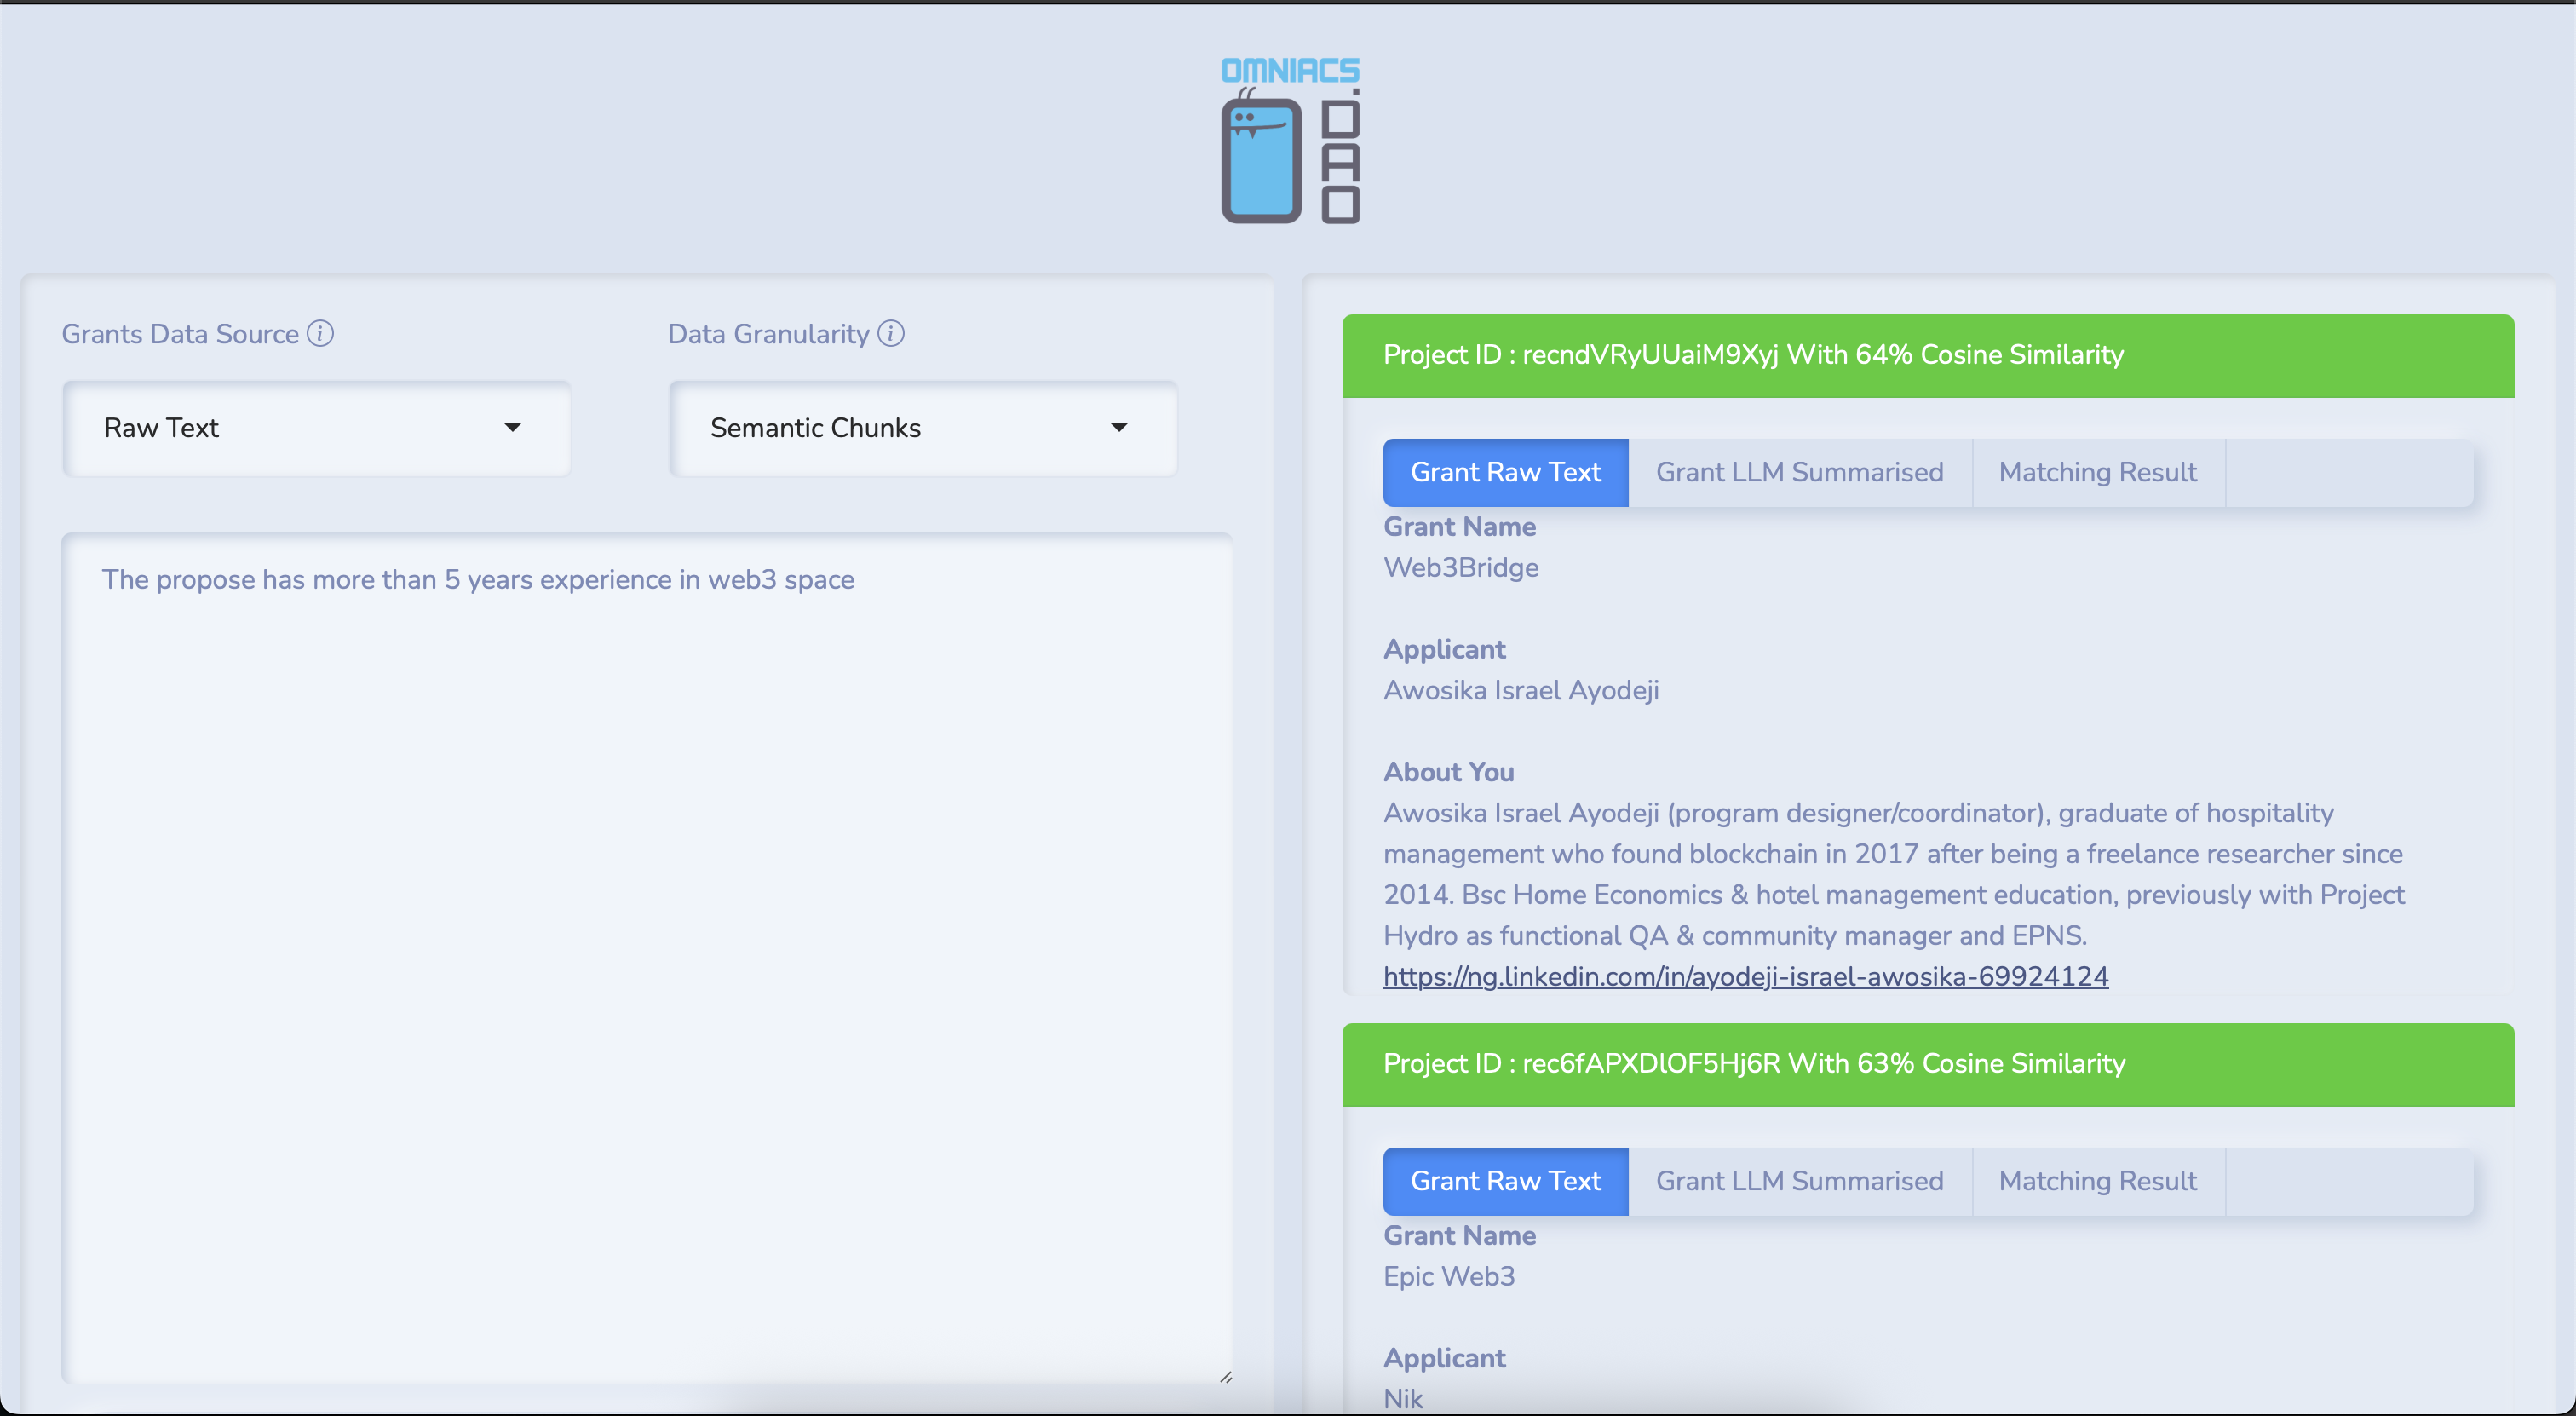 OMNIACS
DAO
Grants Data Source
Data Granularity
Raw Text
Semantic Chunks
The propose has more than 5 years experience in web3 space
Project ID : recndVRyUUaiM9Xyj With 64% Cosine Similarity
Grant Raw Text
Grant LLM Summarised
Matching Result
Grant Name
Web3Bridge
Applicant
Awosika Israel Ayodeji
About You
Awosika Israel Ayodeji (program designer/coordinator), graduate of hospitality
management who found blockchain in 2017 after being a freelance researcher since
2014. Bsc Home Economics & hotel management education, previously with Project
Hydro as functional QA & community manager and EPNS.
https://ng.linkedin.com/in/ayodeji-israel-awosika-69924124
Project ID : rec6fAPXDlOF5Hj6R With 63% Cosine Similarity
Grant Raw Text
Grant LLM Summarised
Matching Result
Grant Name
Epic Web3
Applicant
Nik